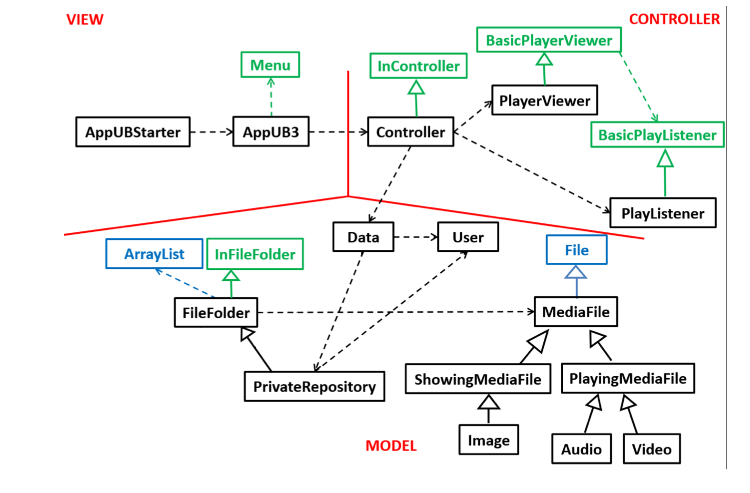 VIEW
CONTROLLER
BasicPlayerViewer
Menu
InController
PlayerViewer
AppUBStarter
AppUB3
Controller
BasicPlayListener
PlayListener
Data
User
ArrayList
InFileFolder
File
FileFolder
MediaFile
PrivateRepository
ShowingMediaFile
PlayingMediaFile
Image
MODEL
Audio
Video